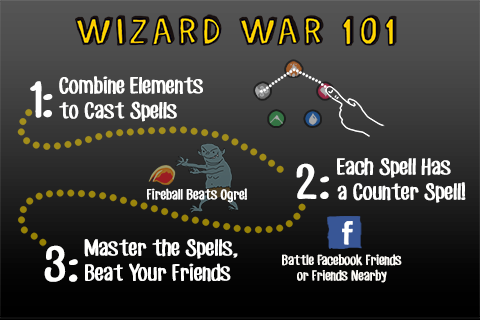 WIZARD WAR 101
1: Combine Elements
to Cast Spells
Fireball Beats Ogre!
2: Each Spell Has
a Counter Spell!
3: Master the Spells,
Beat Your Friends
f
Battle Facebook Friends
or Friends Nearby